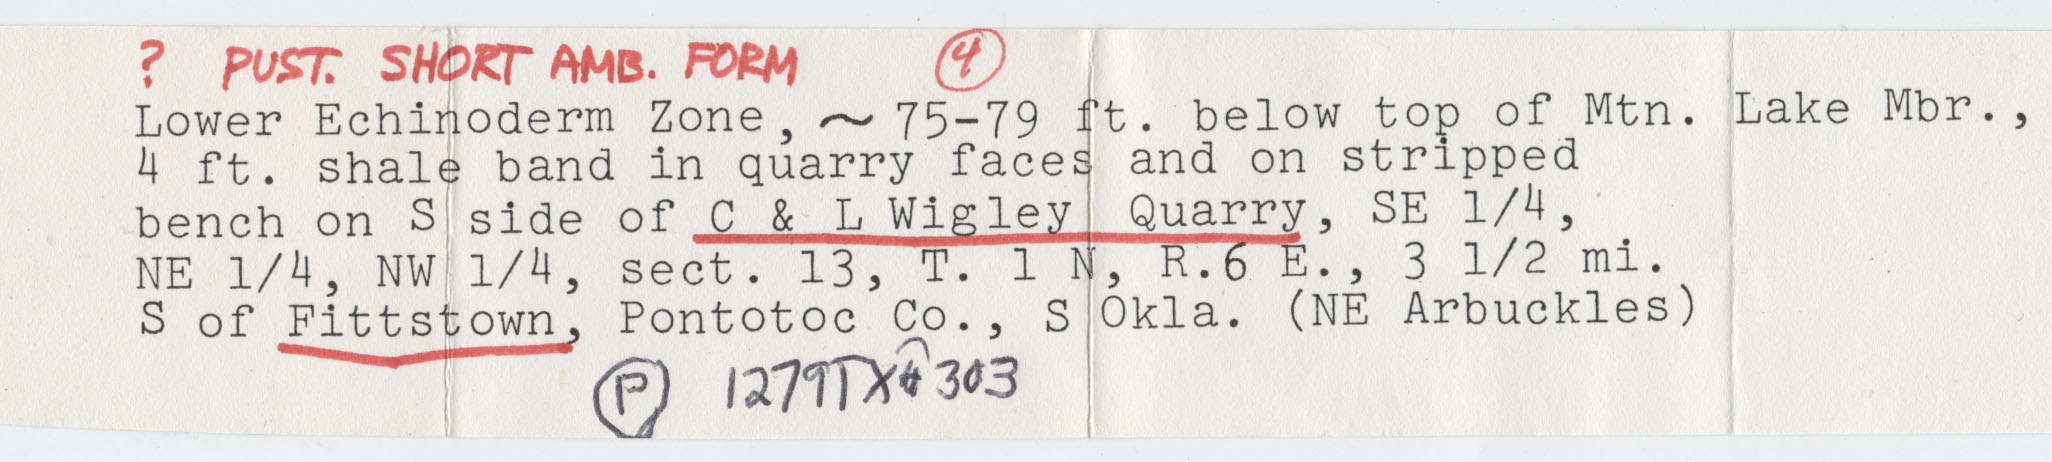 ? PUST. SHORT AMB. FORM 4
Lower Echinoderm Zone, ~ 75-79 ft. below top of Mtn. Lake Mbr.,
4 ft. shale band in quarry faces and on stripped
bench on S side of C & L Wigley Quarry, SE 1/4,
NE 1/4, NW 1/4, sect. 13, T. 1 N, R.6 E., 3 1/2 mi.
S of Fittstown, Pontotoc Co., S Okla. (NE Arbuckles)
P 1279TX4303